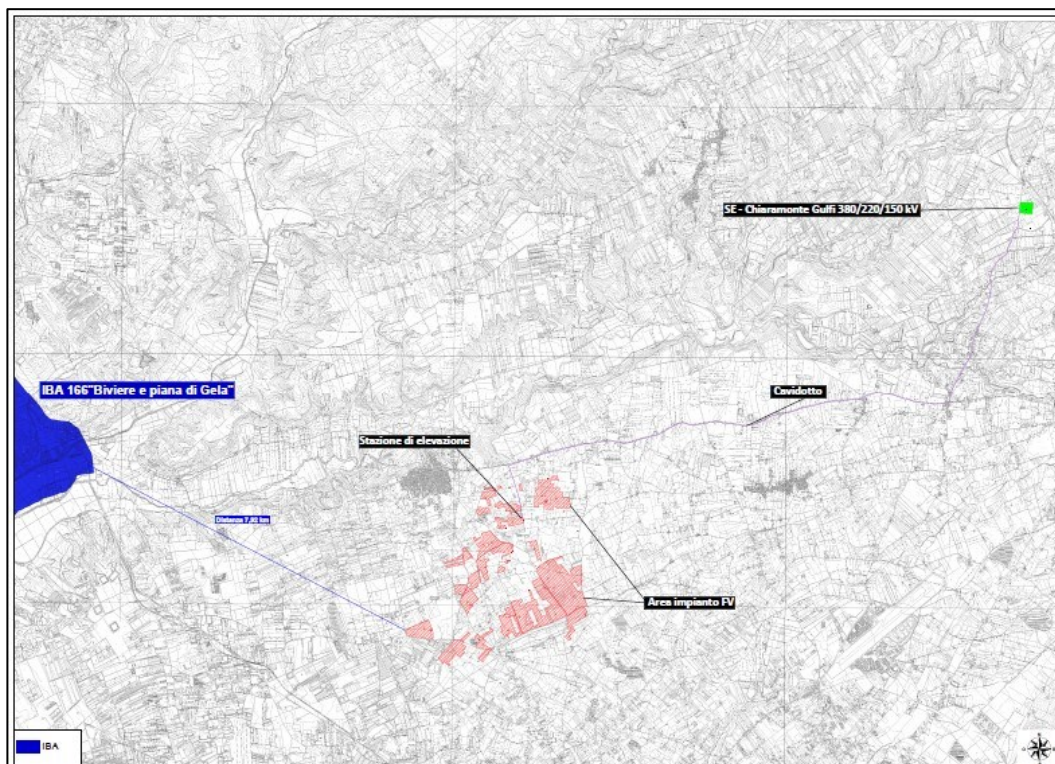 SE - Chiaramonte Gulfi 380/220/150 kV
IBA 166"Biviere e piana di Gela"
Cavidotto
Stazione di elevazione
Distanza 7,92 km
Area impianto FV
IBA